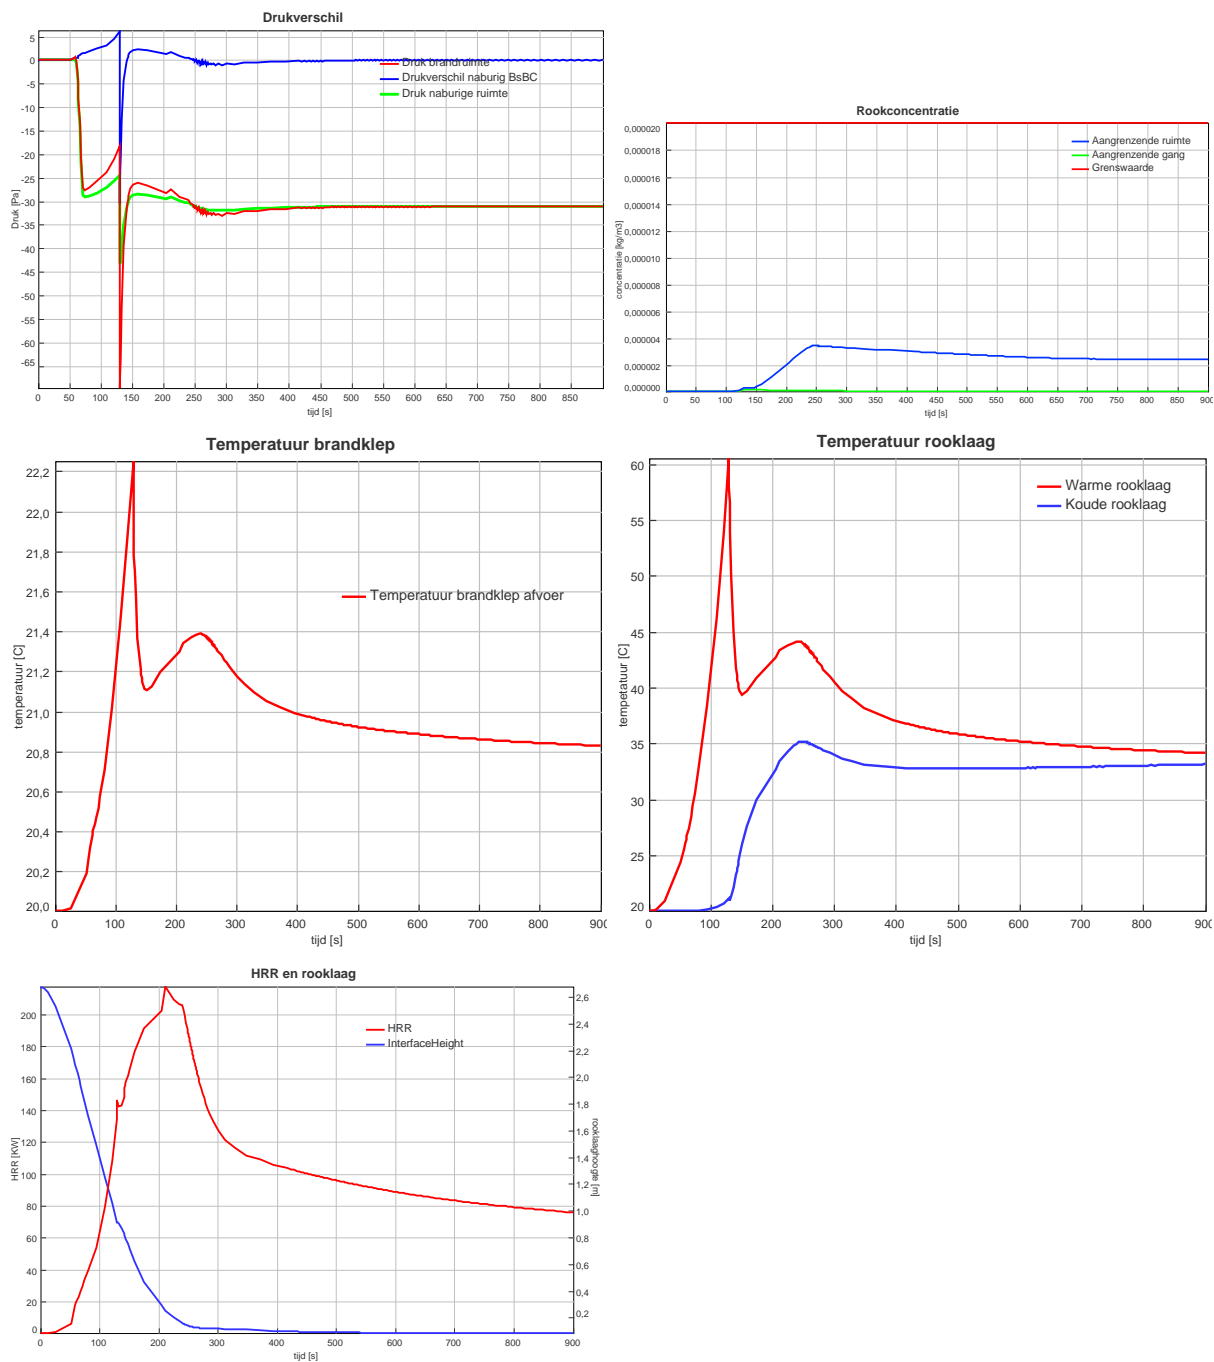 Drukverschil
5
0
-5
-10
-15
-20
-25
-30
-35
-40
-45
-50
-55
-60
-65
Druk [Pa]
Druk brandruimte
Drukverschil naburig BsBC
Druk naburige ruimte
0 50 100 150 200 250 300 350 400 450 500 550 600 650 700 750 800 850
tijd [s]
Rookconcentratie
0,000020
0,000018
0,000016
0,000014
0,000012
0,000010
0,000008
0,000006
0,000004
0,000002
0,000000
concentratie [kg/m3]
Aangrenzende ruimte
Aangrenzende gang
Grenswaarde
0 50 100 150 200 250 300 350 400 450 500 550 600 650 700 750 800 850 900
tijd [s]
Temperatuur brandklep
22,2
22,0
21,8
21,6
21,4
21,2
21,0
20,8
20,6
20,4
20,2
20,0
temperatuur [C]
Temperatuur brandklep afvoer
0 100 200 300 400 500 600 700 800 900
tijd [s]
Temperatuur rooklaag
60
55
50
45
40
35
30
25
20
tempetatuur [C]
Warme rooklaag
Koude rooklaag
0 100 200 300 400 500 600 700 800 900
tijd [s]
HRR en rooklaag
200
180
160
140
120
100
80
60
40
20
0
HRR [KW]
HRR
InterfaceHeight
2,6
2,4
2,2
2,0
1,8
1,6
1,4
1,2
1,0
0,8
0,6
0,4
0,2
rooklaaghoogte [m]
0 100 200 300 400 500 600 700 800 900
tijd [s]